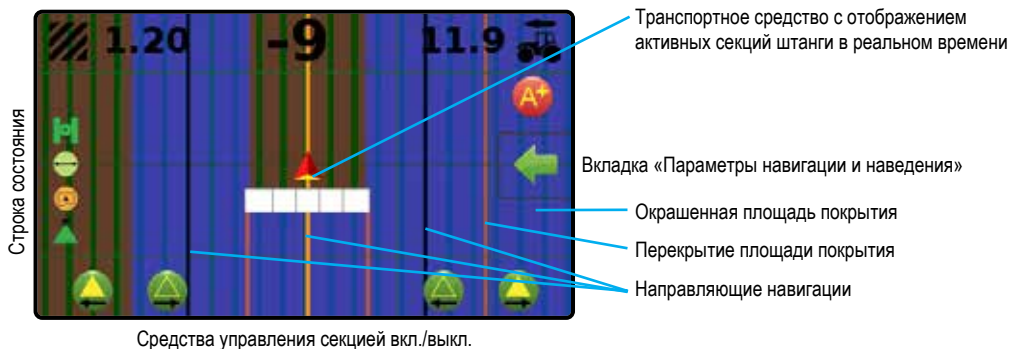 Транспортное средство с отображением
активных секций штанги в реальном времени
1.20 -9 11.9
A+
Строка состояния
Вкладка «Параметры навигации и наведения»
Окрашенная площадь покрытия
Перекрытие площади покрытия
Направляющие навигации
Средства управления секцией вкл./выкл.